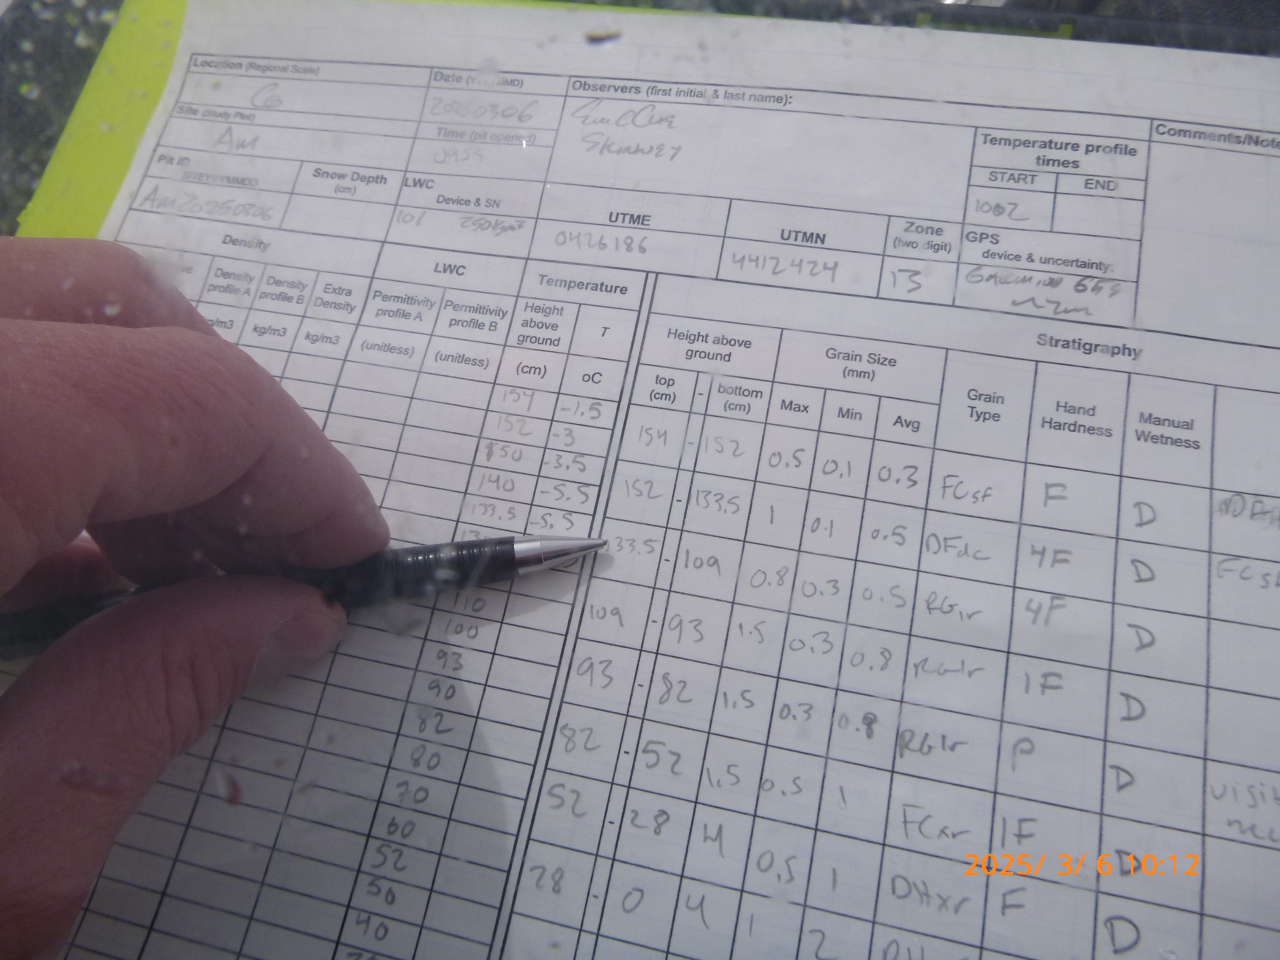 Location (Regional Scale)
Date MMD)
Observers (first initial & last name):
20250306
Site (Study Plot)
Time (pit opened)
Temperature profile times
Comments/Note
Am
0955
START
END
Pit ID
Snow Depth (cm)
LWC Device & SN
1002
Am20250306
UTME
UTMN
Zone (two digit)
GPS device & uncertainty:
0426186
4412424
13
Density
LWC
Temperature
Stratigraphy
Density profile A
Density profile B
Extra Density
Permittivity profile A
Permittivity profile B
Height above ground
T
Height above ground
Grain Size (mm)
Grain Type
Hand Hardness
Manual Wetness
kg/m3
kg/m3
(unitless)
(unitless)
(cm)
oC
top (cm)
-
bottom (cm)
Max
Min
Avg
154 -1.5
152 -3
150 -3.5
140 -5.5
133.5 -5.5
110
100
93
90
82
80
70
60
52
50
40
154 - 152 0.5 0.1 0.3 FCsf F D
152 - 133.5 1 0.1 0.5 DFdc 4F D
133.5 - 109 0.8 0.3 0.5 RGlr 4F D
109 - 93 1.5 0.3 0.8 RGlr 1F D
93 - 82 1.5 0.3 0.8 RGlr P D
82 - 52 1.5 0.5 1 FCxr 1F D
52 - 28 4 0.5 1 DHxr F D
28 - 0 4 1 2
2025/ 3/ 6 10:12